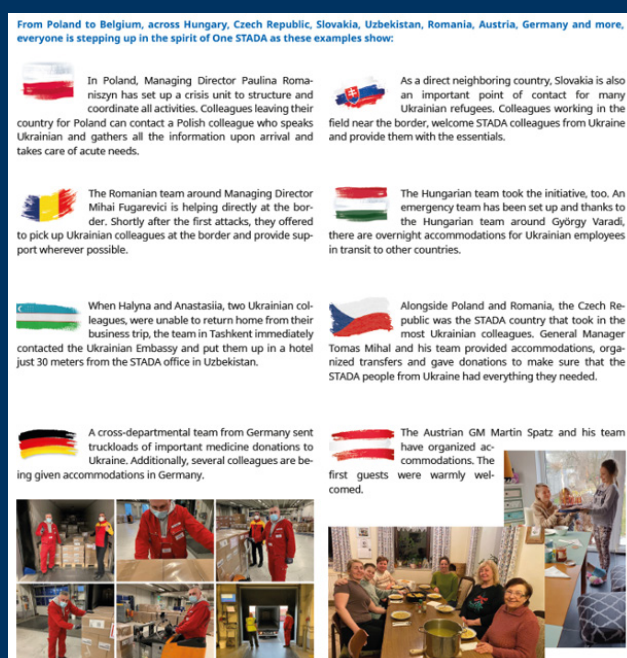 From Poland to Belgium, across Hungary, Czech Republic, Slovakia, Uzbekistan, Romania, Austria, Germany and more,
everyone is stepping up in the spirit of One STADA as these examples show:
In Poland, Managing Director Paulina Roma-
niszyn has set up a crisis unit to structure and
coordinate all activities. Colleagues leaving their
country for Poland can contact a Polish colleague who speaks
Ukrainian and gathers all the information upon arrival and
takes care of acute needs.
As a direct neighboring country, Slovakia is also
an important point of contact for many
Ukrainian refugees. Colleagues working in the
field near the border, welcome STADA colleagues from Ukraine
and provide them with the essentials.
The Romanian team around Managing Director
Mihai Fugarevici is helping directly at the bor-
der. Shortly after the first attacks, they offered
to pick up Ukrainian colleagues at the border and provide sup-
port wherever possible.
The Hungarian team took the initiative, too. An
emergency team has been set up and thanks to
the Hungarian team around György Varadi,
there are overnight accommodations for Ukrainian employees
in transit to other countries.
When Halyna and Anastasiia, two Ukrainian col-
leagues, were unable to return home from their
business trip, the team in Tashkent immediately
contacted the Ukrainian Embassy and put them up in a hotel
just 30 meters from the STADA office in Uzbekistan.
Alongside Poland and Romania, the Czech Re-
public was the STADA country that took in the
most Ukrainian colleagues. General Manager
Tomas Mihal and his team provided accommodations, orga-
nized transfers and gave donations to make sure that the
STADA people from Ukraine had everything they needed.
A cross-departmental team from Germany sent
truckloads of important medicine donations to
Ukraine. Additionally, several colleagues are be-
ing given accommodations in Germany.
The Austrian GM Martin Spatz and his team
have organized ac-
commodations. The
first guests were warmly wel-
comed.